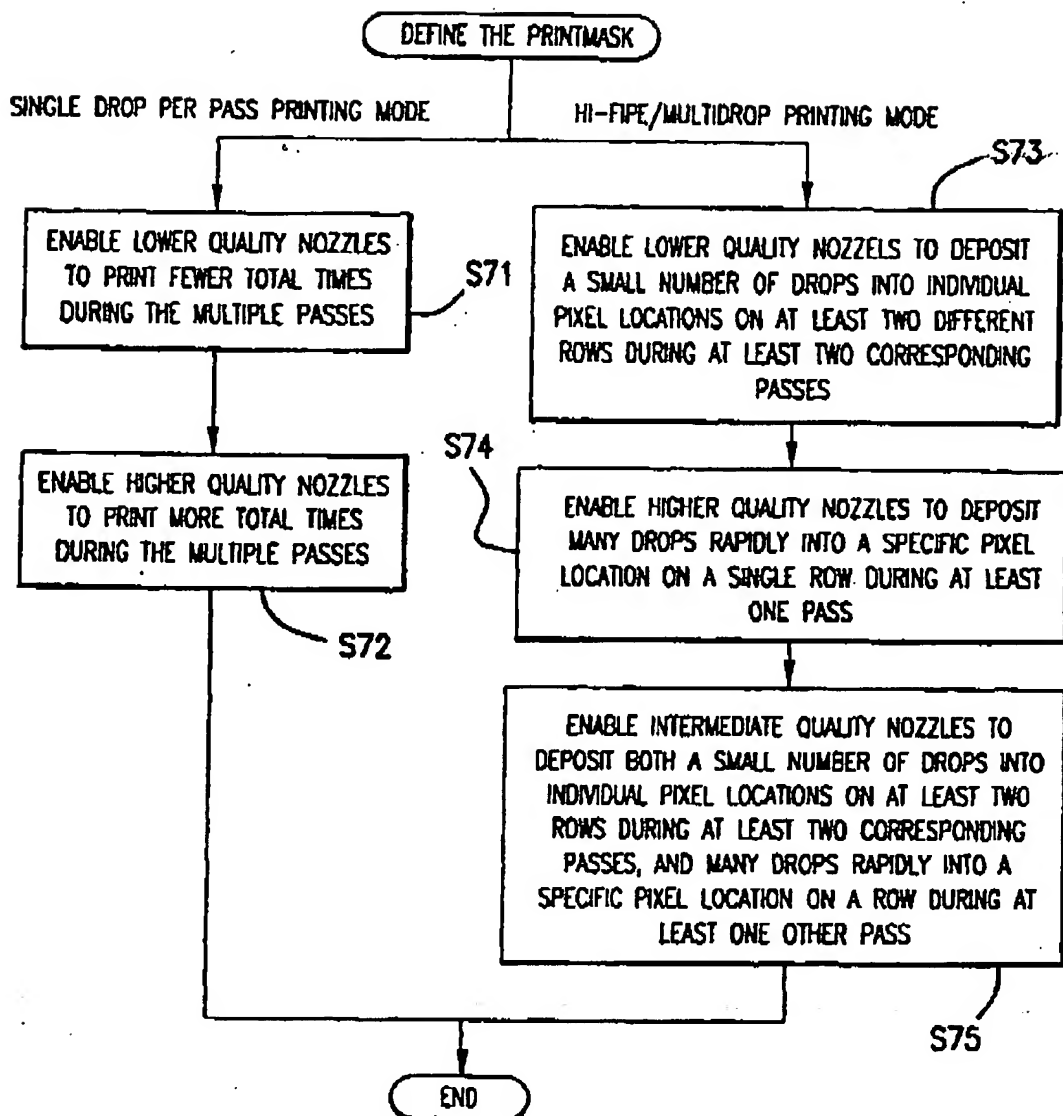 DEFINE THE PRINTMASK
SINGLE DROP PER PASS PRINTING MODE
HI-FIPE/MULTIDROP PRINTING MODE
S73
ENABLE LOWER QUALITY NOZZLES
TO PRINT FEWER TOTAL TIMES
DURING THE MULTIPLE PASSES
S71
ENABLE LOWER QUALITY NOZZELS TO DEPOSIT
A SMALL NUMBER OF DROPS INTO INDIVIDUAL
PIXEL LOCATIONS ON AT LEAST TWO DIFFERENT
ROWS DURING AT LEAST TWO CORRESPONDING
PASSES
S74
ENABLE HIGHER QUALITY NOZZLES
TO PRINT MORE TOTAL TIMES
DURING THE MULTIPLE PASSES
S72
ENABLE HIGHER QUALITY NOZZLES TO DEPOSIT
MANY DROPS RAPIDLY INTO A SPECIFIC PIXEL
LOCATION ON A SINGLE ROW DURING AT LEAST
ONE PASS
ENABLE INTERMEDIATE QUALITY NOZZLES TO
DEPOSIT BOTH A SMALL NUMBER OF DROPS INTO
INDIVIDUAL PIXEL LOCATIONS ON AT LEAST TWO
ROWS DURING AT LEAST TWO CORRESPONDING
PASSES, AND MANY DROPS RAPIDLY INTO A
SPECIFIC PIXEL LOCATION ON A ROW DURING AT
LEAST ONE OTHER PASS
S75
END